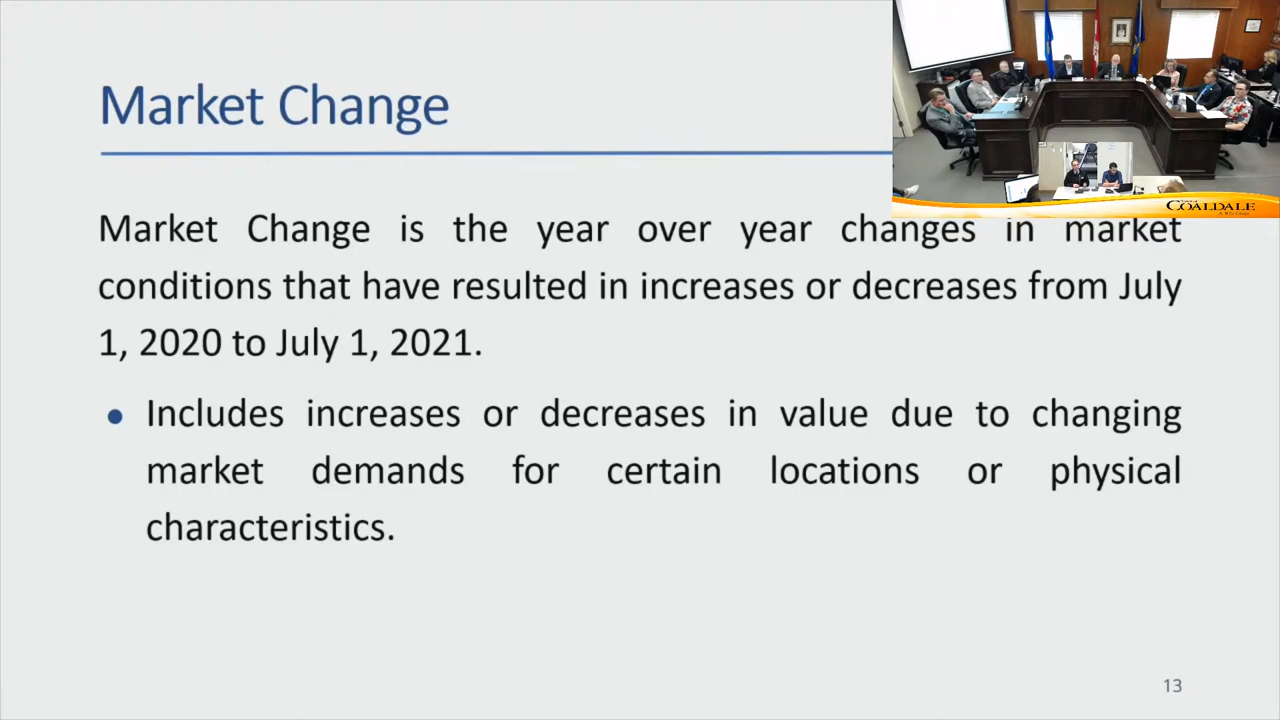 Market Change
COALDALE
Market Change is the year over year changes in market
conditions that have resulted in increases or decreases from July
1, 2020 to July 1, 2021.
● Includes increases or decreases in value due to changing
market demands for certain locations or physical
characteristics.
13